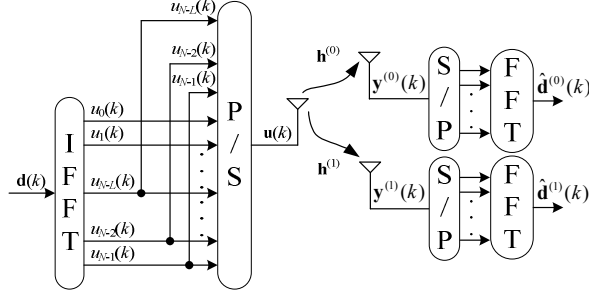 d(k)
I F F T
u_{N-L}(k)
u_{N-2}(k)
u_{N-1}(k)
u_0(k)
u_1(k)
u_{N-L}(k)
u_{N-2}(k)
u_{N-1}(k)
P / S
u(k)
h^{(0)}
h^{(1)}
y^{(0)}(k)
S / P
F F T
d̂^{(0)}(k)
y^{(1)}(k)
S / P
F F T
d̂^{(1)}(k)